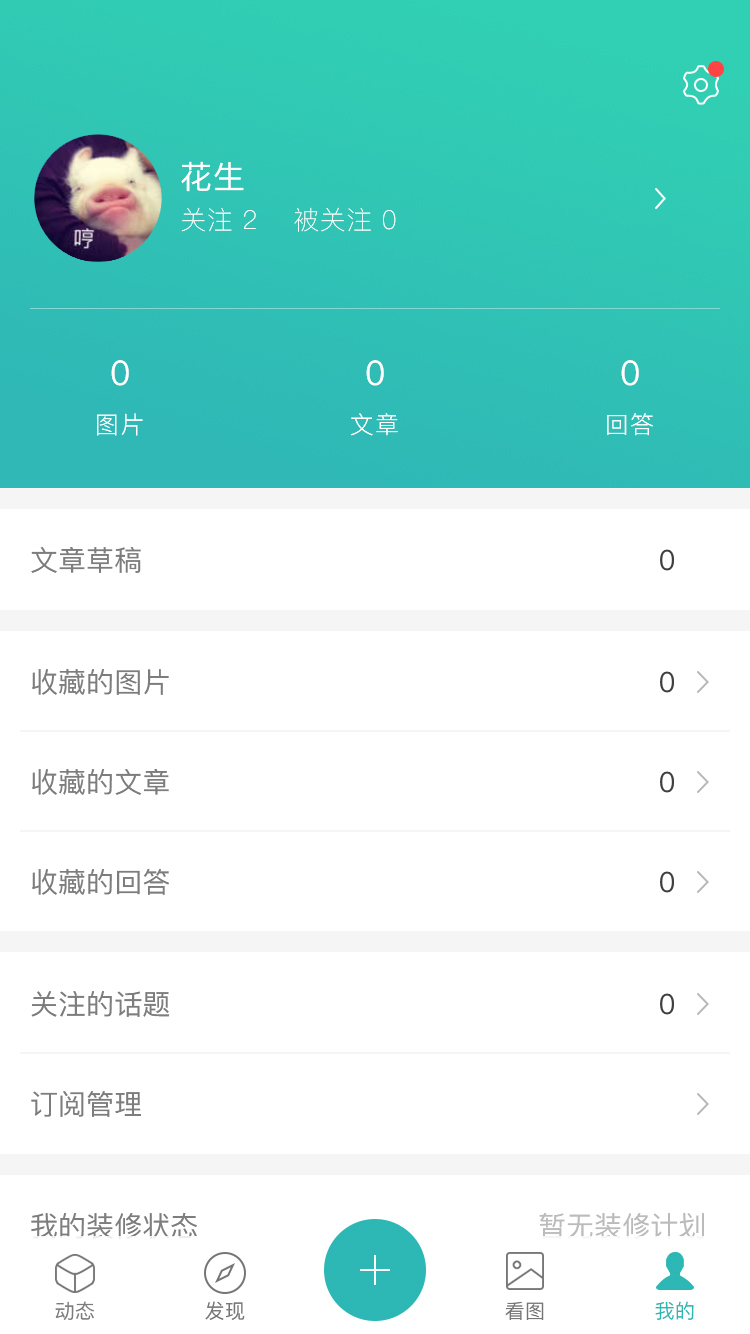 花生
关注 2 被关注 0
哼
0 0 0
图片 文章 回答
文章草稿 0
收藏的图片 0
收藏的文章 0
收藏的回答 0
关注的话题 0
订阅管理
我的装修状态 暂无装修计划
动态 发现 看图 我的